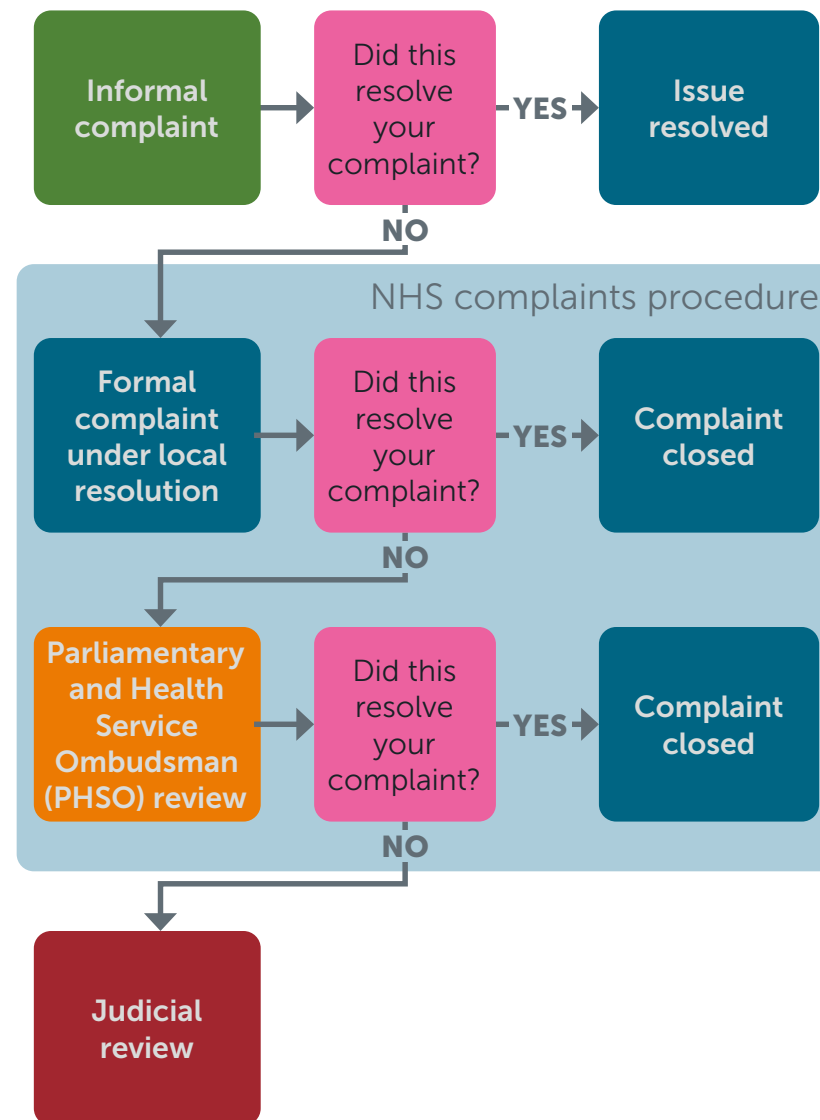 Informal
complaint
Did this
resolve
your
complaint?
YES
Issue
resolved
NO
NHS complaints procedure
Formal
complaint
under local
resolution
Did this
resolve
your
complaint?
YES
Complaint
closed
NO
Parliamentary
and Health
Service
Ombudsman
(PHSO) review
Did this
resolve
your
complaint?
YES
Complaint
closed
NO
Judicial
review